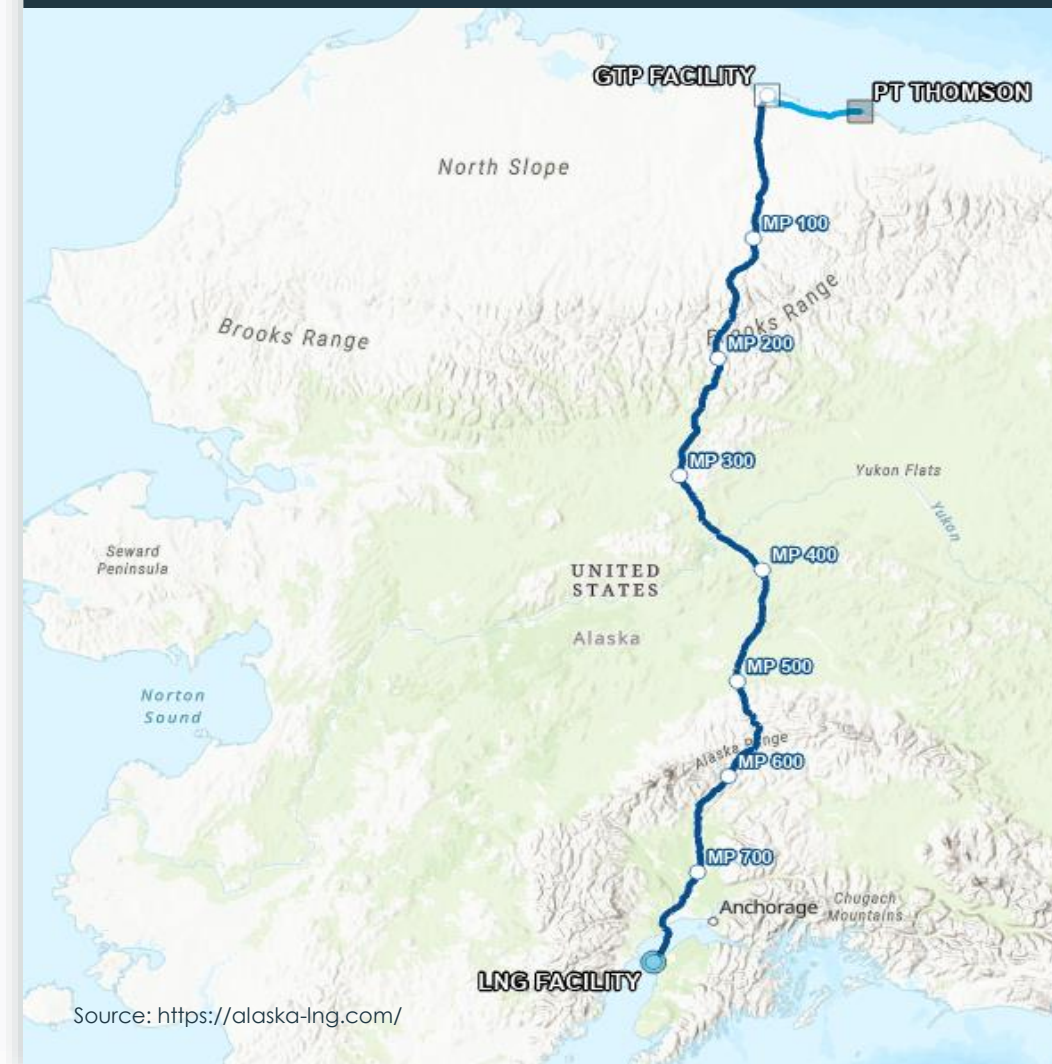 GTP FACILITY
PT THOMSON
North Slope
MP 100
Brooks Range
Brooks Range
MP 200
MP 300
Yukon Flats
Yukon
Seward
Peninsula
MP 400
UNITED
STATES
Alaska
MP 500
Norton
Sound
Alaska Range
MP 600
MP 700
Anchorage
Chugach
Mountains
LNG FACILITY
Source: https://alaska-lng.com/